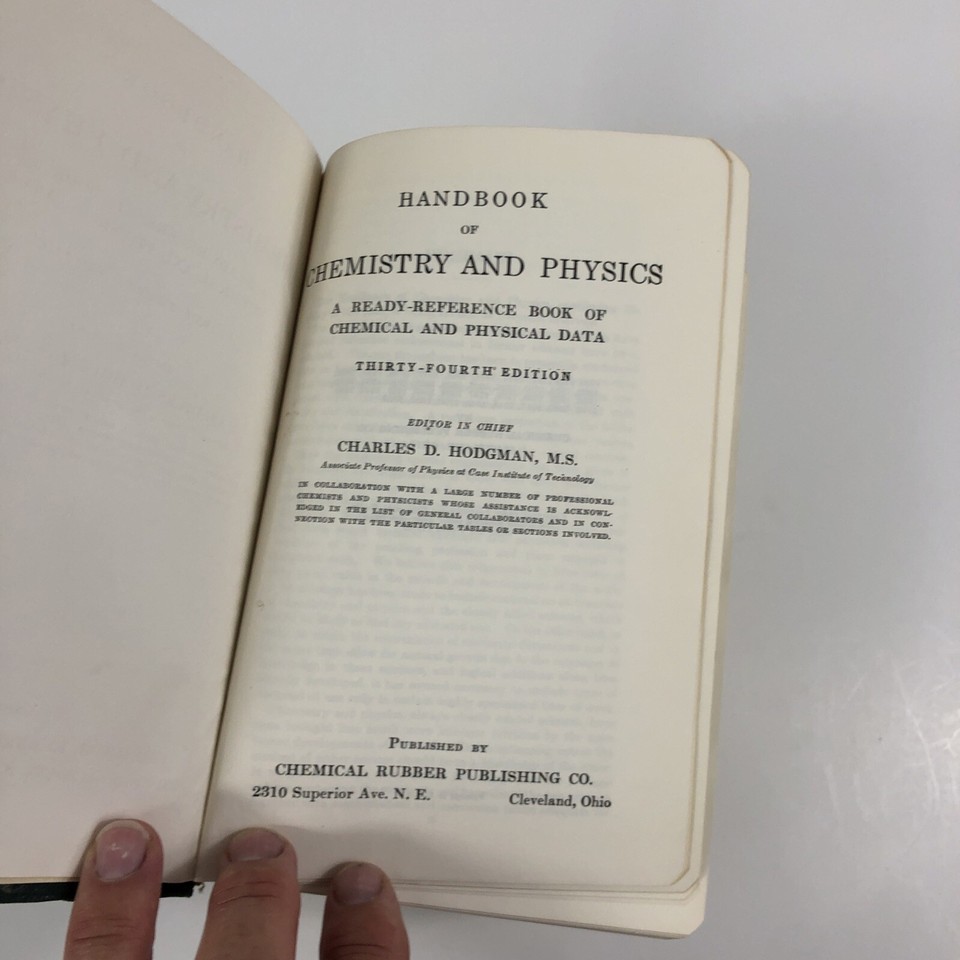 HANDBOOK
OF
CHEMISTRY AND PHYSICS
A READY-REFERENCE BOOK OF
CHEMICAL AND PHYSICAL DATA
THIRTY-FOURTH EDITION
EDITOR IN CHIEF
CHARLES D. HODGMAN, M.S.
Associate Professor of Physics at Case Institute of Technology
IN COLLABORATION WITH A LARGE NUMBER OF PROFESSIONAL
CHEMISTS AND PHYSICISTS WHOSE ASSISTANCE IS ACKNOWL-
EDGED IN THE LIST OF GENERAL COLLABORATORS AND IN CON-
NECTION WITH THE PARTICULAR TABLES OR SECTIONS INVOLVED.
PUBLISHED BY
CHEMICAL RUBBER PUBLISHING CO.
2310 Superior Ave. N. E. Cleveland, Ohio